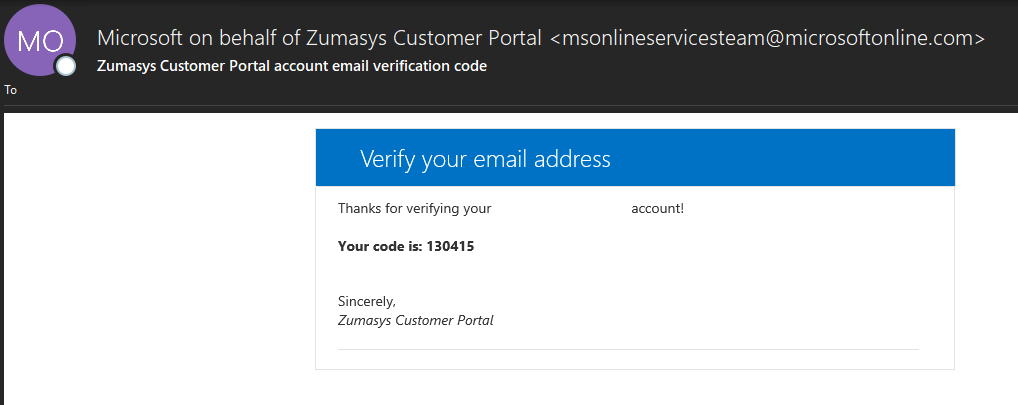 MO
Microsoft on behalf of Zumasys Customer Portal <msonlineservicesteam@microsoftonline.com>
Zumasys Customer Portal account email verification code
To
Verify your email address
Thanks for verifying your account!
Your code is: 130415
Sincerely,
Zumasys Customer Portal